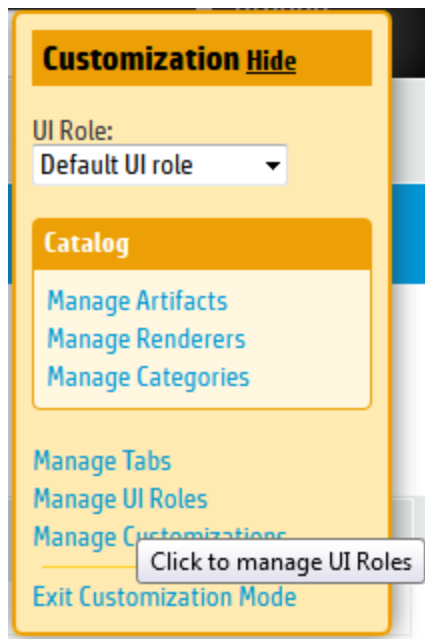 Customization Hide
UI Role:
Default UI role
Catalog
Manage Artifacts
Manage Renderers
Manage Categories
Manage Tabs
Manage UI Roles
Manage Customizations
Click to manage UI Roles
Exit Customization Mode